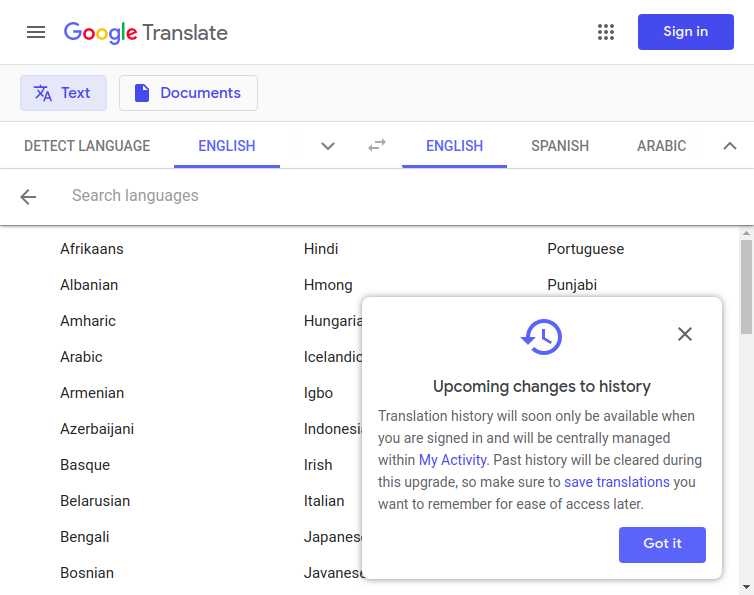 Google Translate
Sign in
Text
Documents
DETECT LANGUAGE
ENGLISH
ENGLISH
SPANISH
ARABIC
Search languages
Afrikaans
Albanian
Amharic
Arabic
Armenian
Azerbaijani
Basque
Belarusian
Bengali
Bosnian
Hindi
Hmong
Hungaria
Icelandic
Igbo
Indonesia
Irish
Italian
Japanese
Javanese
Portuguese
Punjabi
Upcoming changes to history
Translation history will soon only be available when
you are signed in and will be centrally managed
within My Activity. Past history will be cleared during
this upgrade, so make sure to save translations you
want to remember for ease of access later.
Got it